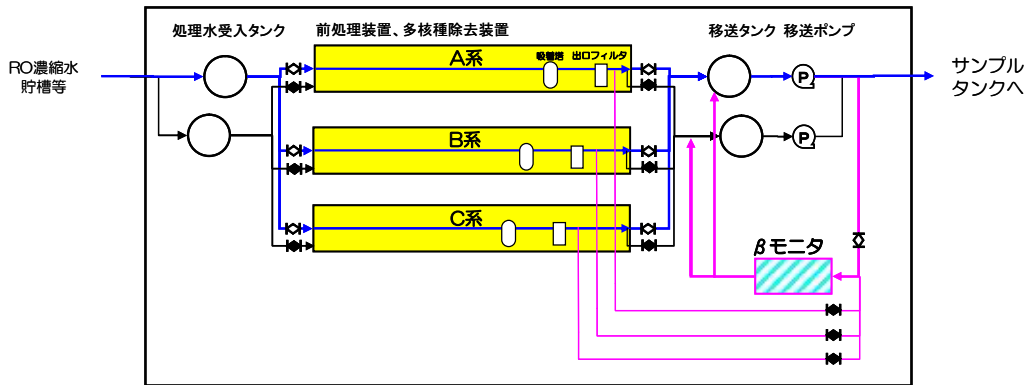 処理水受入タンク
前処理装置、多核種除去装置
移送タンク
移送ポンプ
RO濃縮水
貯槽等
A系
吸着塔
出口フィルタ
P
サンプル
タンクへ
B系
P
C系
βモニタ